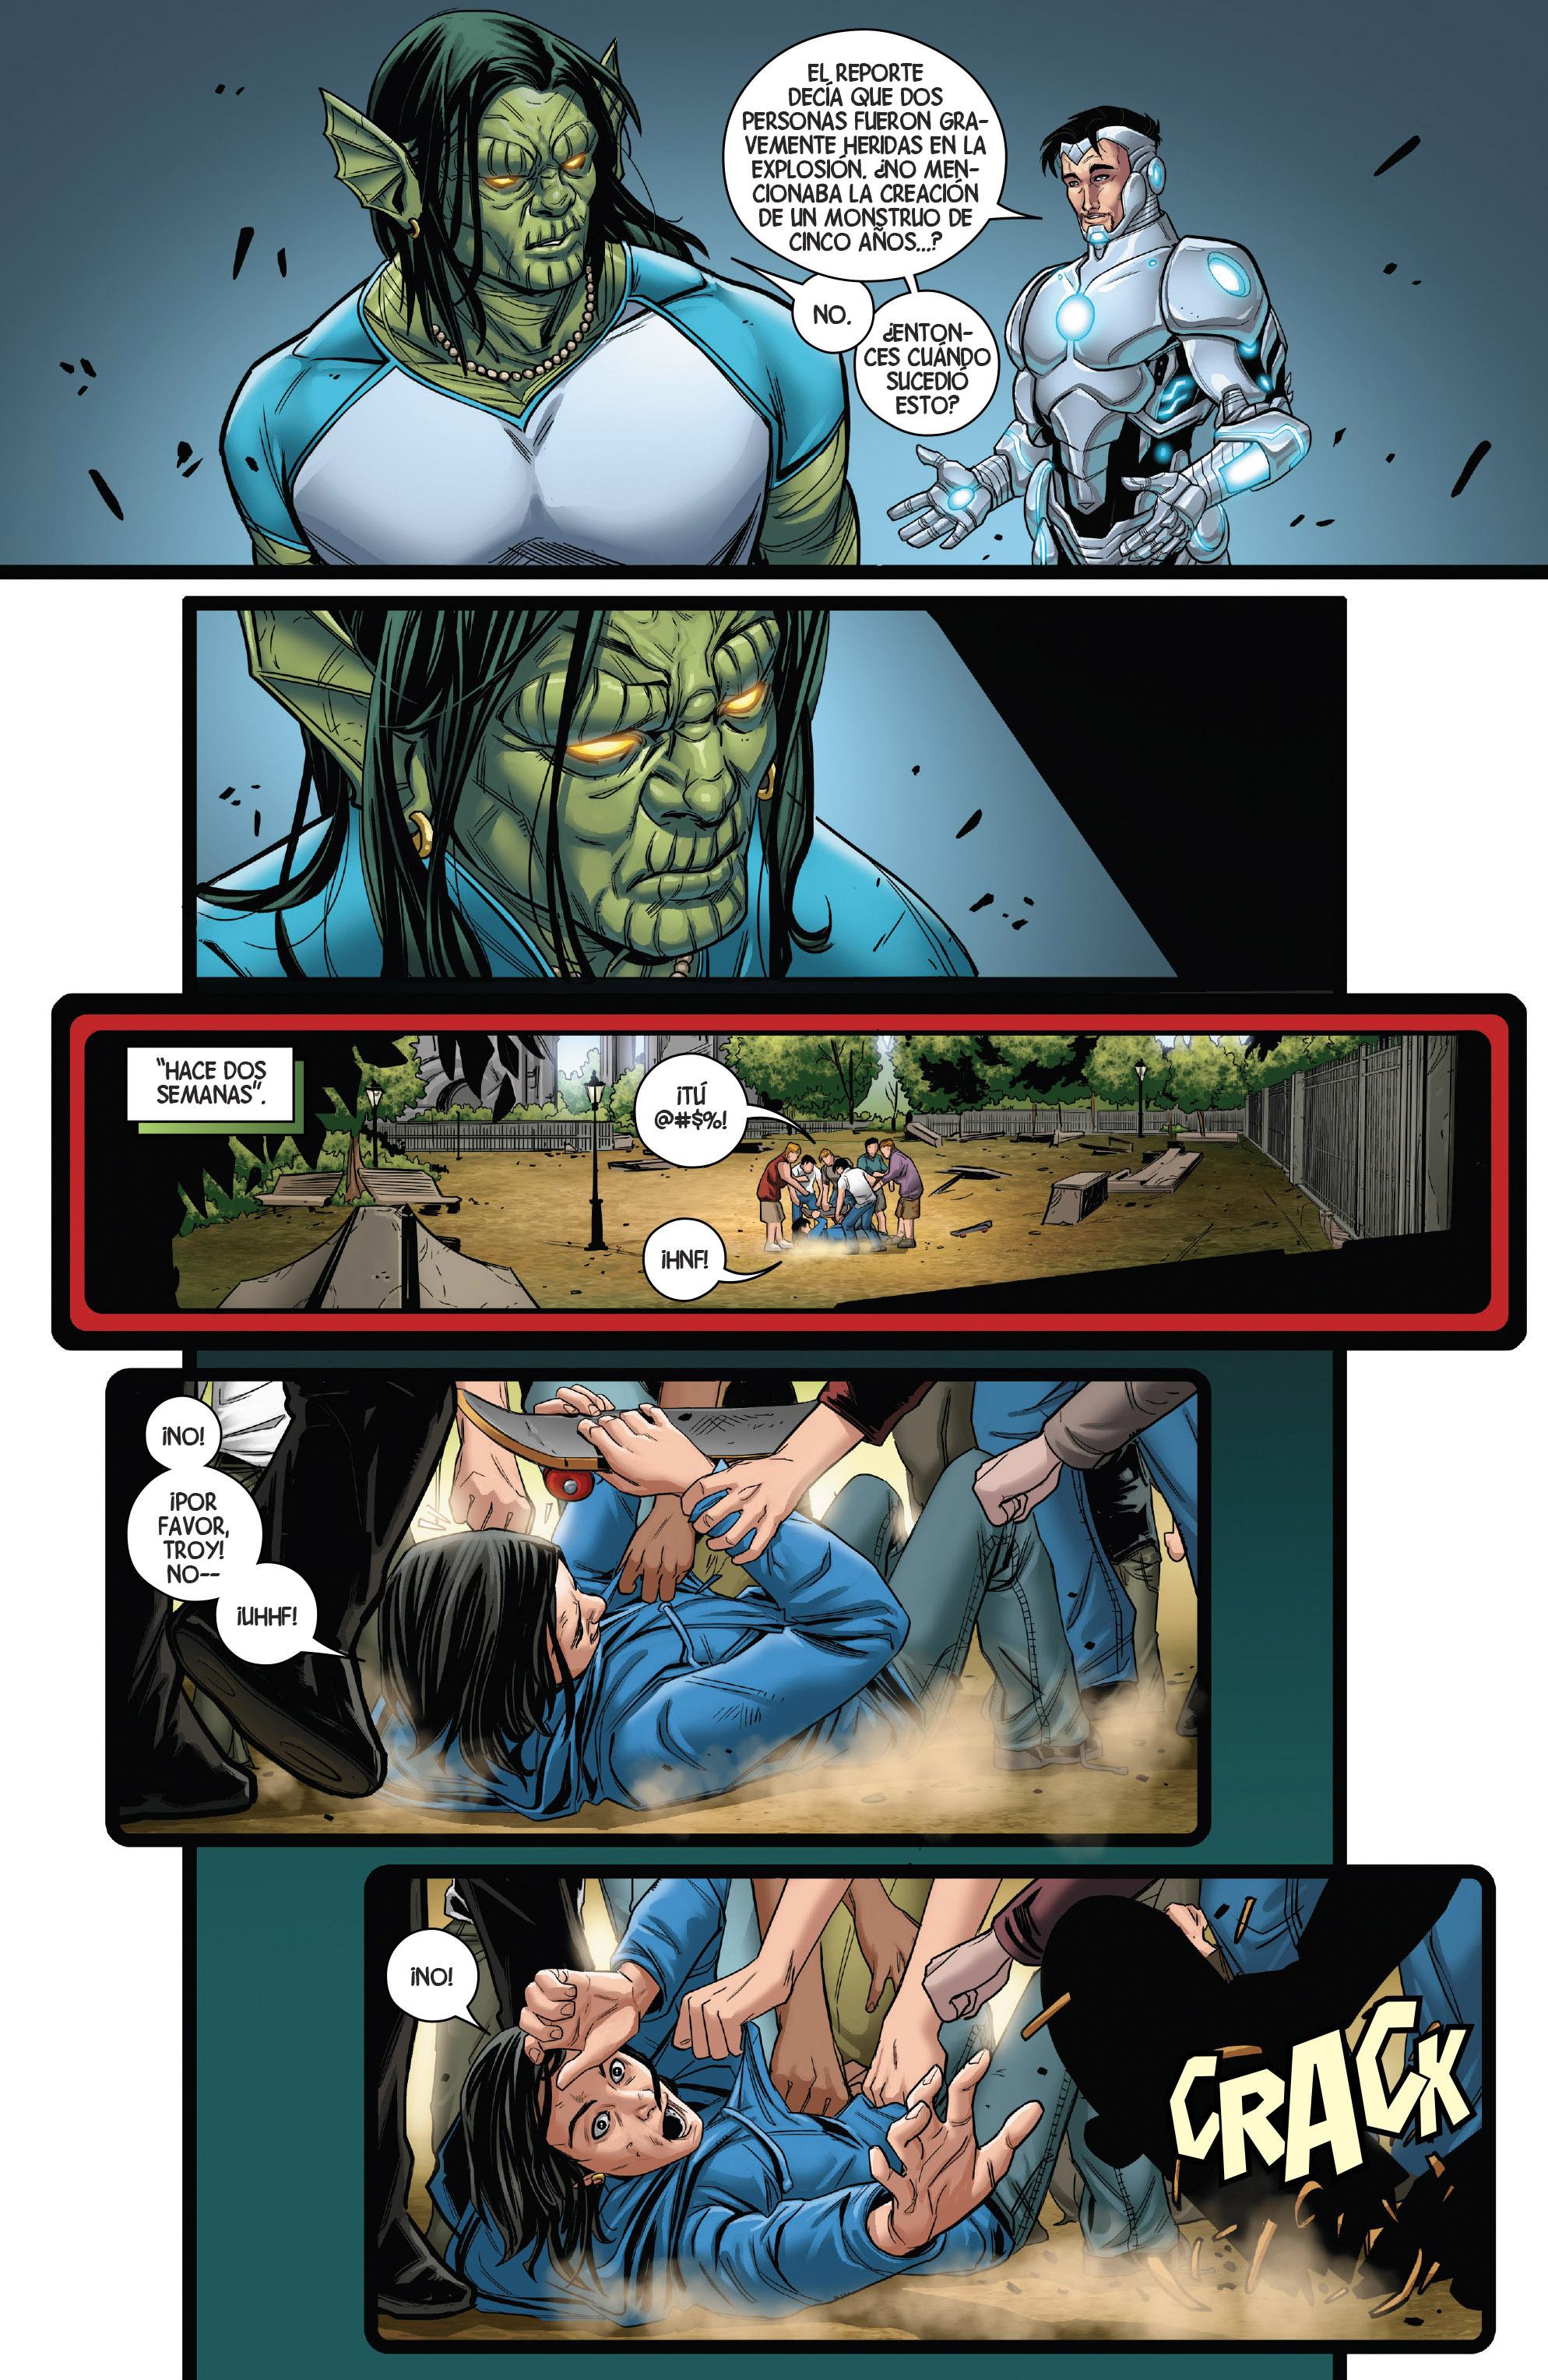 EL REPORTE
DECÍA QUE DOS
PERSONAS FUERON GRA-
VEMENTE HERIDAS EN LA
EXPLOSIÓN. ¿NO MEN-
CIONABA LA CREACIÓN
DE UN MONSTRUO DE
CINCO AÑOS...?
NO.
¿ENTON-
CES CUÁNDO
SUCEDIÓ
ESTO?
"HACE DOS
SEMANAS".
¡TÚ
@#$%!
¡HNF!
¡NO!
¡POR
FAVOR,
TROY!
NO--
¡UHHF!
¡NO!
CRACK